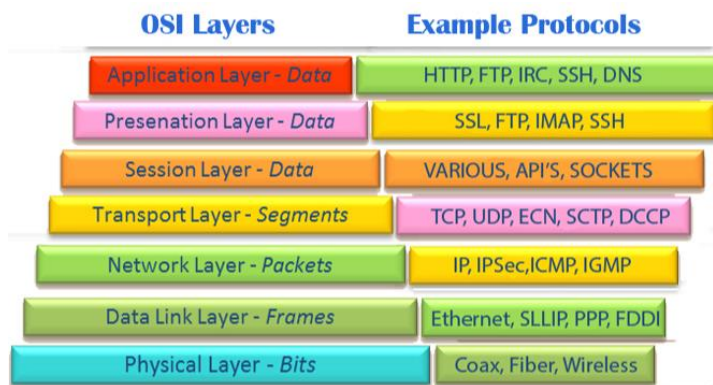 OSI Layers Example Protocols
Application Layer - Data HTTP, FTP, IRC, SSH, DNS
Presenation Layer - Data SSL, FTP, IMAP, SSH
Session Layer - Data VARIOUS, API'S, SOCKETS
Transport Layer - Segments TCP, UDP, ECN, SCTP, DCCP
Network Layer - Packets IP, IPSec,ICMP, IGMP
Data Link Layer - Frames Ethernet, SLLIP, PPP, FDDI
Physical Layer - Bits Coax, Fiber, Wireless